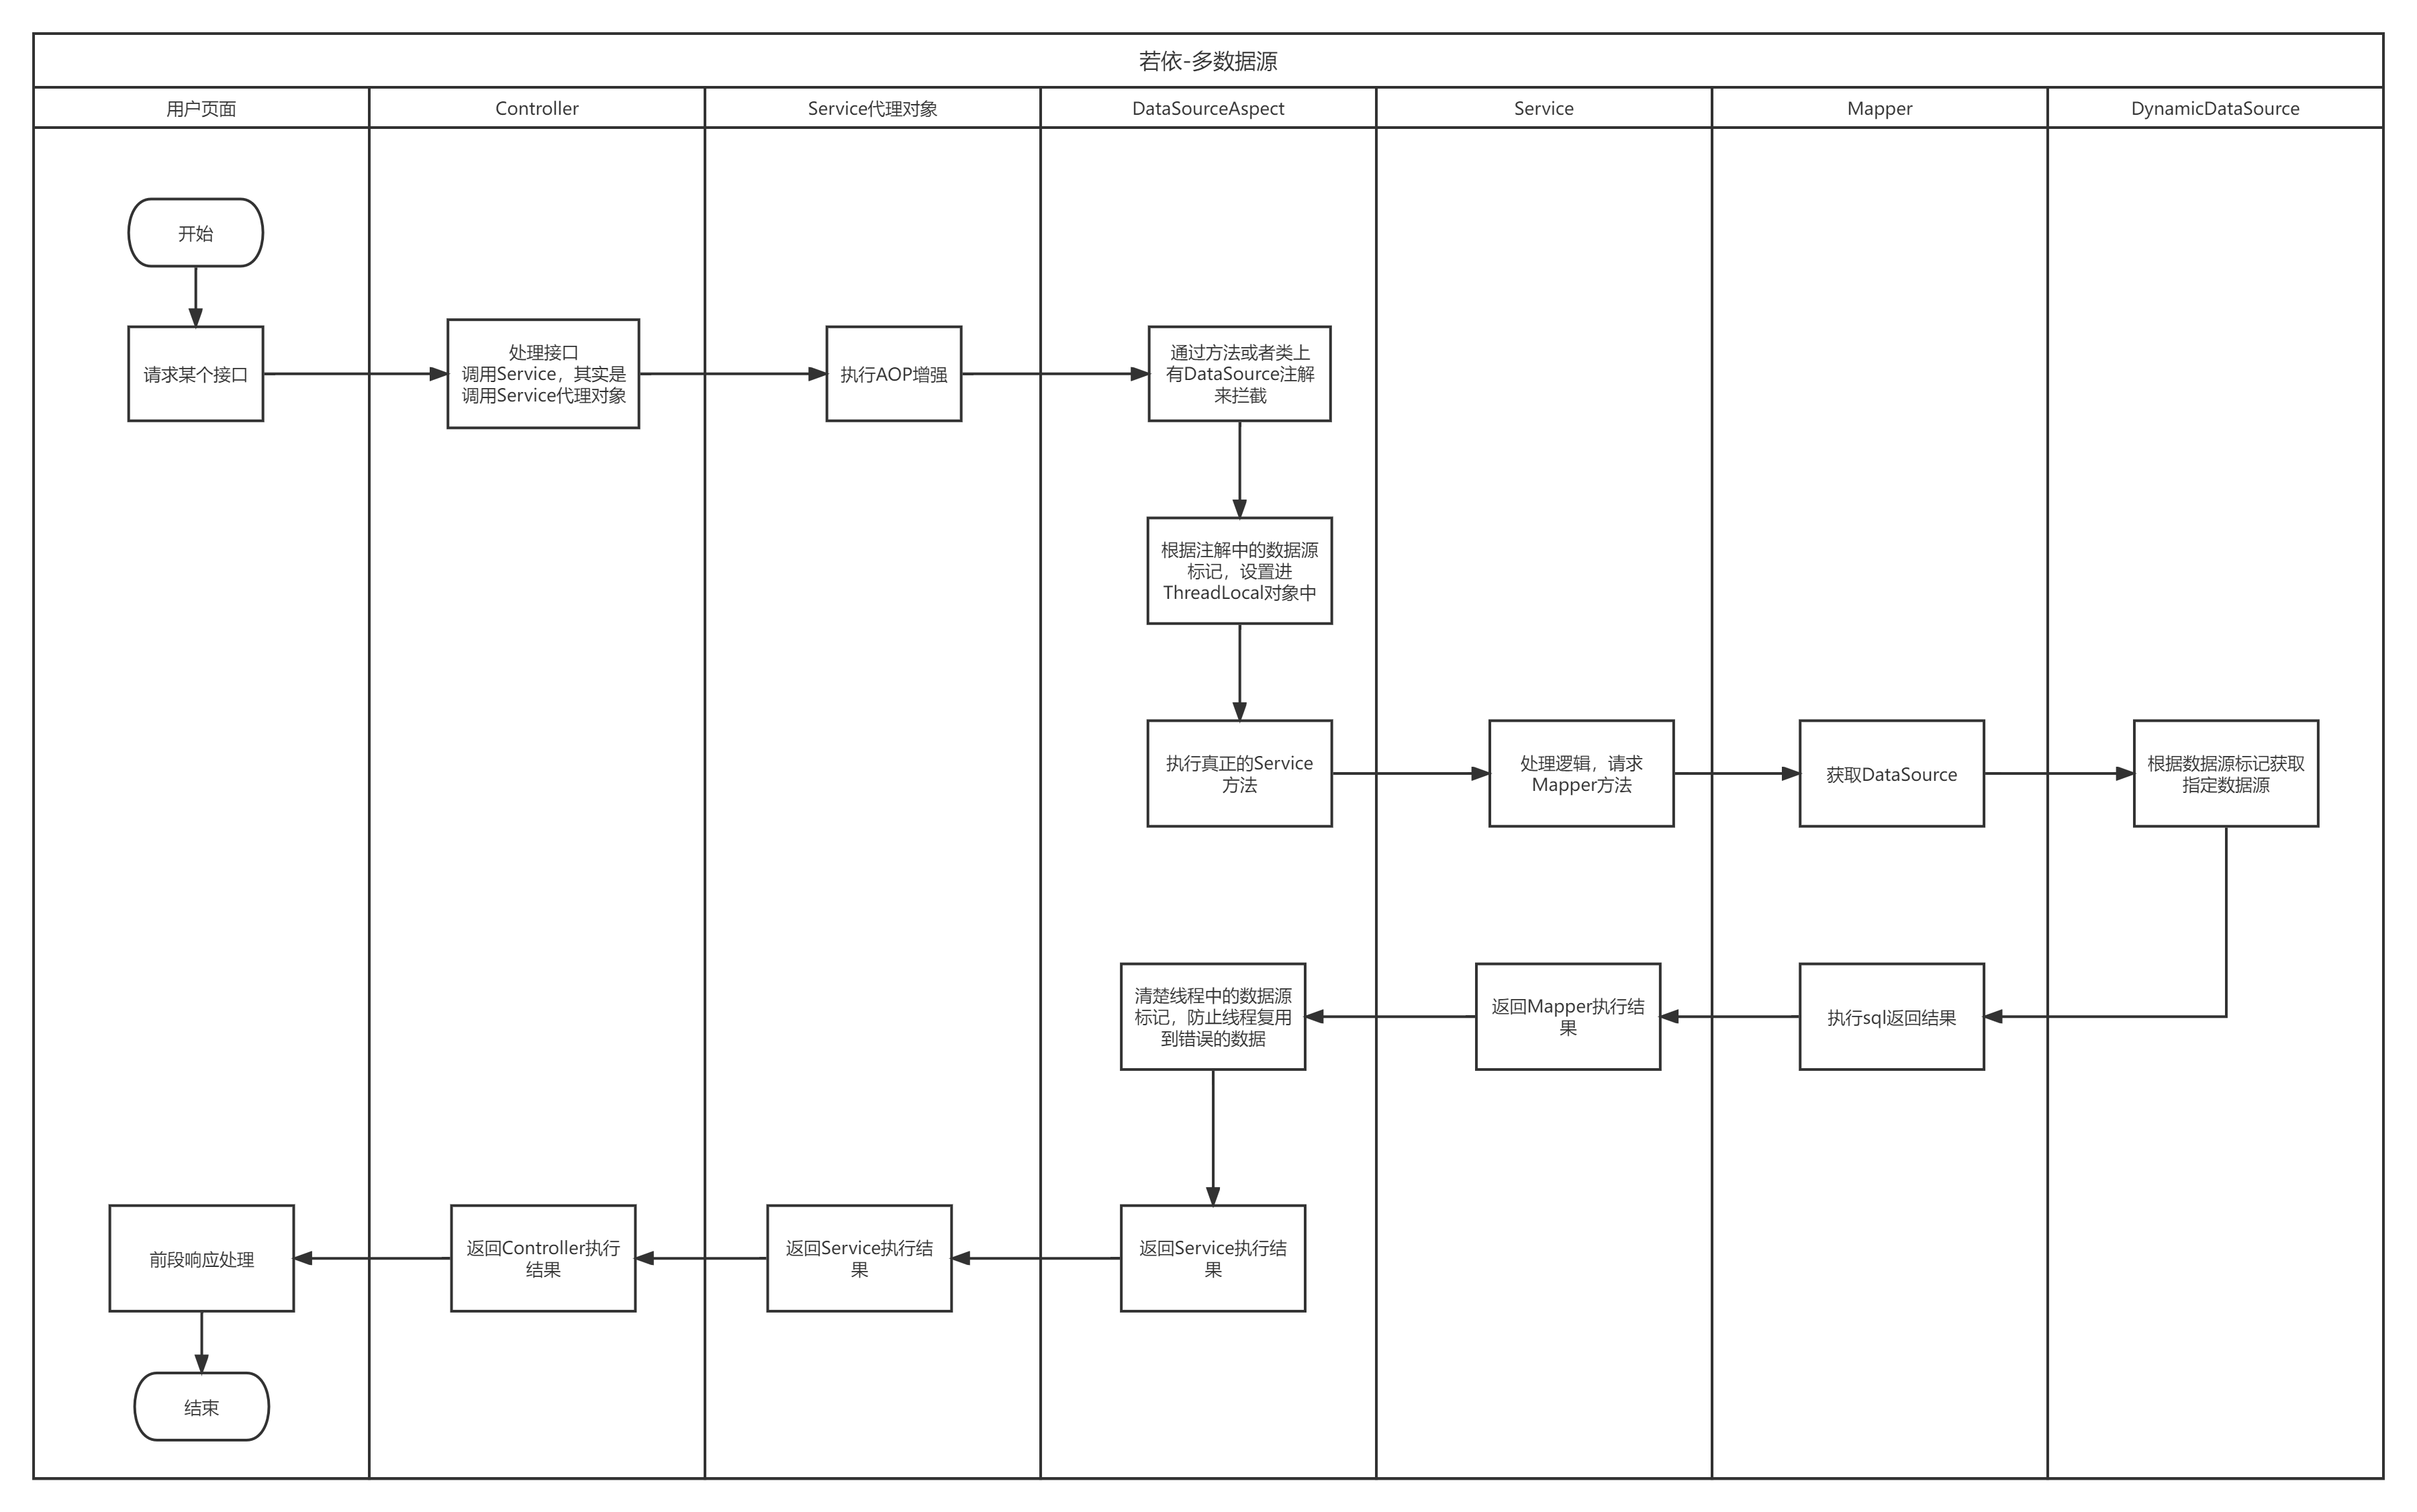 若依-多数据源
用户页面
Controller
Service代理对象
DataSourceAspect
Service
Mapper
DynamicDataSource
开始
请求某个接口
处理接口
调用Service，其实是
调用Service代理对象
执行AOP增强
通过方法或者类上
有DataSource注解
来拦截
根据注解中的数据源
标记，设置进
ThreadLocal对象中
执行真正的Service
方法
处理逻辑，请求
Mapper方法
获取DataSource
根据数据源标记获取
指定数据源
清楚线程中的数据源
标记，防止线程复用
到错误的数据
返回Mapper执行结
果
执行sql返回结果
前段响应处理
返回Controller执行
结果
返回Service执行结
果
返回Service执行结
果
结束